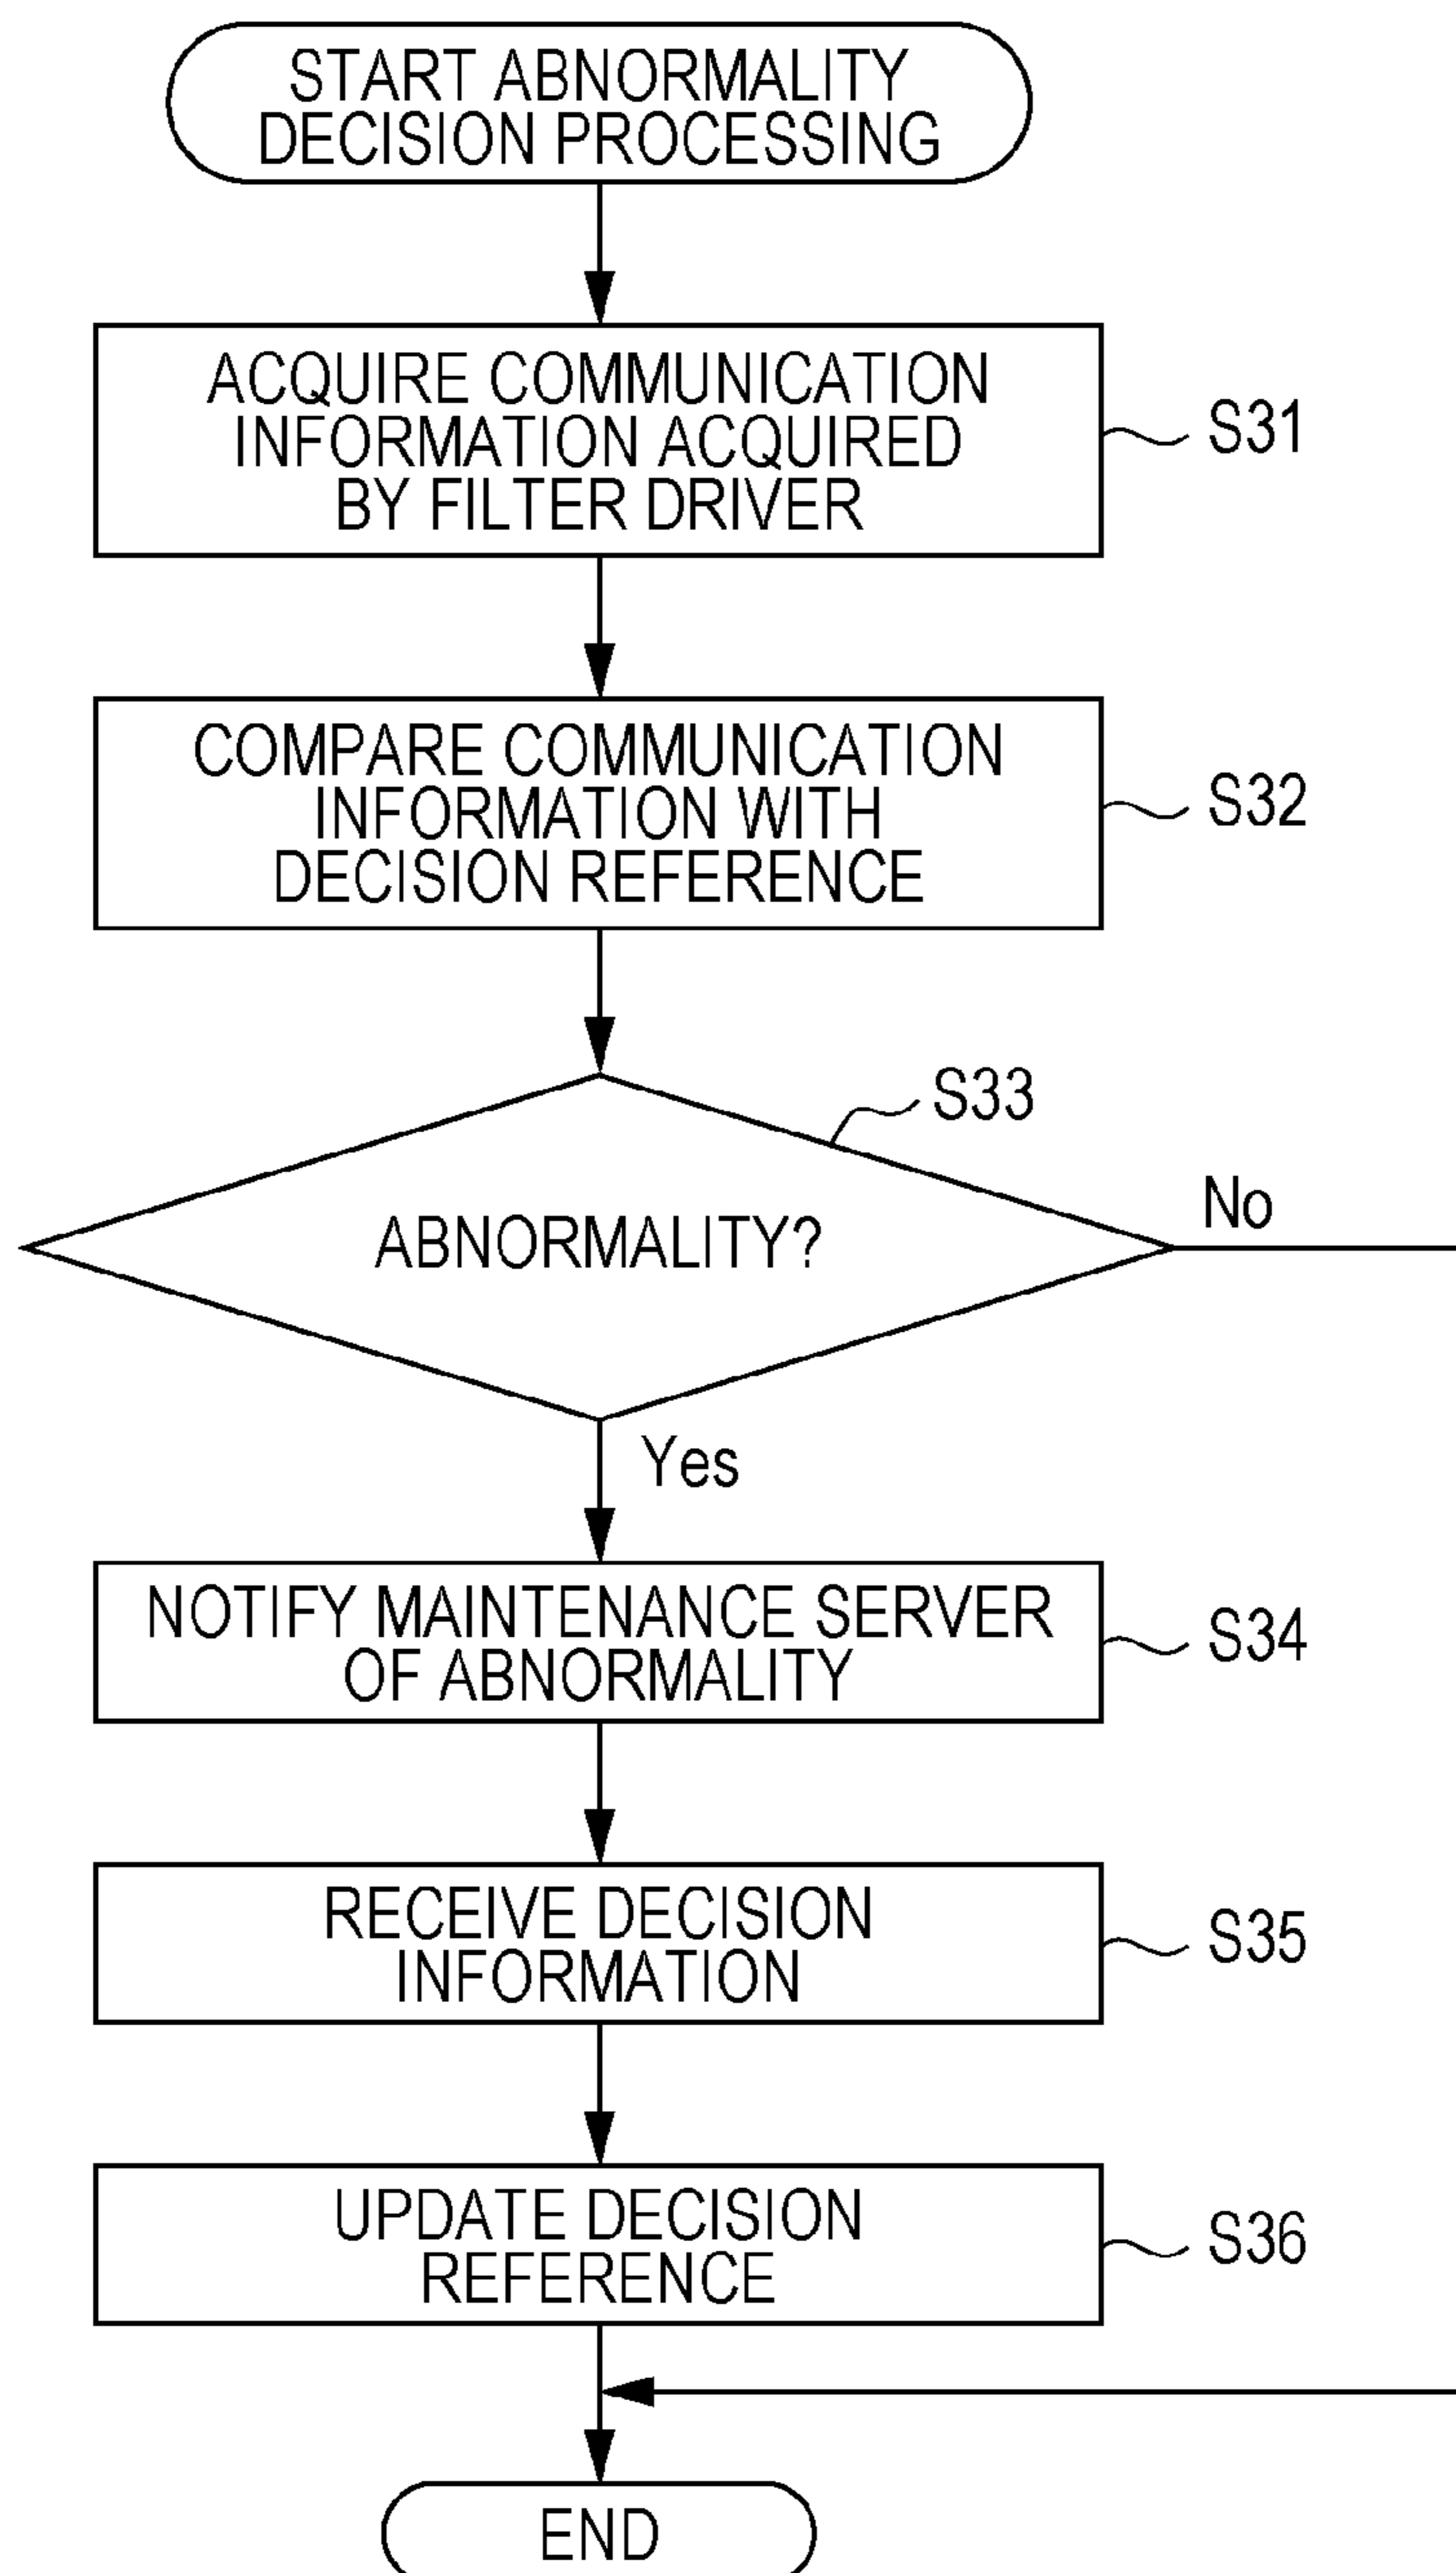 START ABNORMALITY
DECISION PROCESSING
ACQUIRE COMMUNICATION
INFORMATION ACQUIRED
BY FILTER DRIVER
S31
COMPARE COMMUNICATION
INFORMATION WITH
DECISION REFERENCE
S32
S33
ABNORMALITY?
No
Yes
NOTIFY MAINTENANCE SERVER
OF ABNORMALITY
S34
RECEIVE DECISION
INFORMATION
S35
UPDATE DECISION
REFERENCE
S36
END